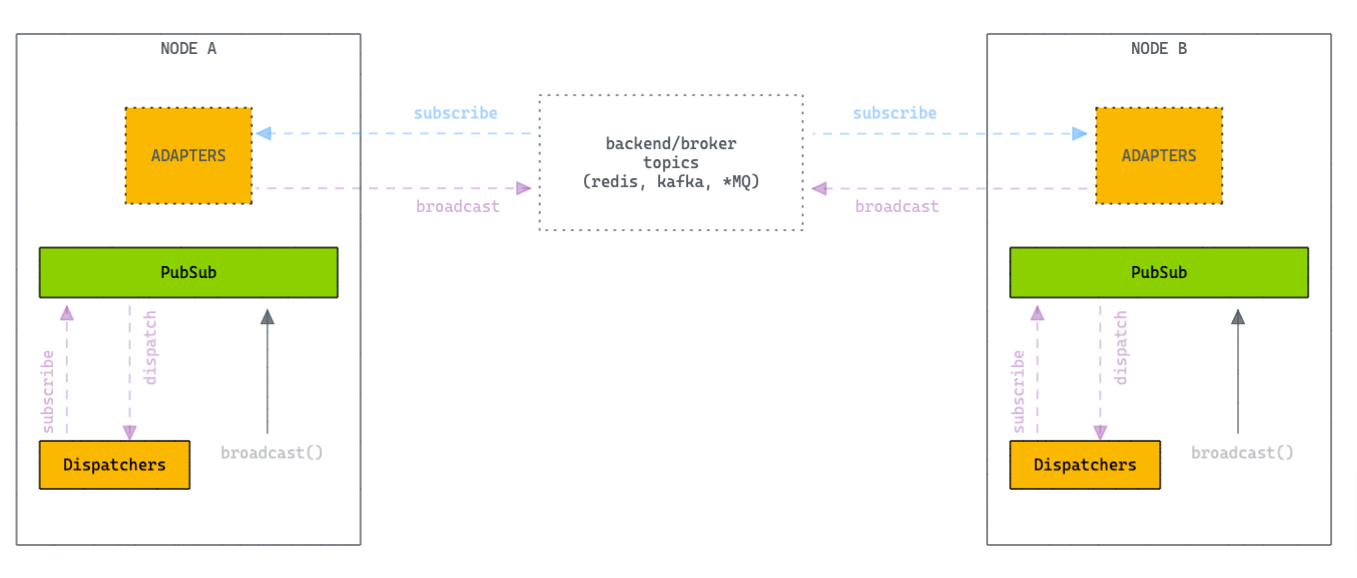 NODE A
NODE B
subscribe
subscribe
backend/broker
topics
(redis, kafka, *MQ)
ADAPTERS
ADAPTERS
broadcast
broadcast
PubSub
PubSub
subscribe
dispatch
subscribe
dispatch
broadcast()
broadcast()
Dispatchers
Dispatchers